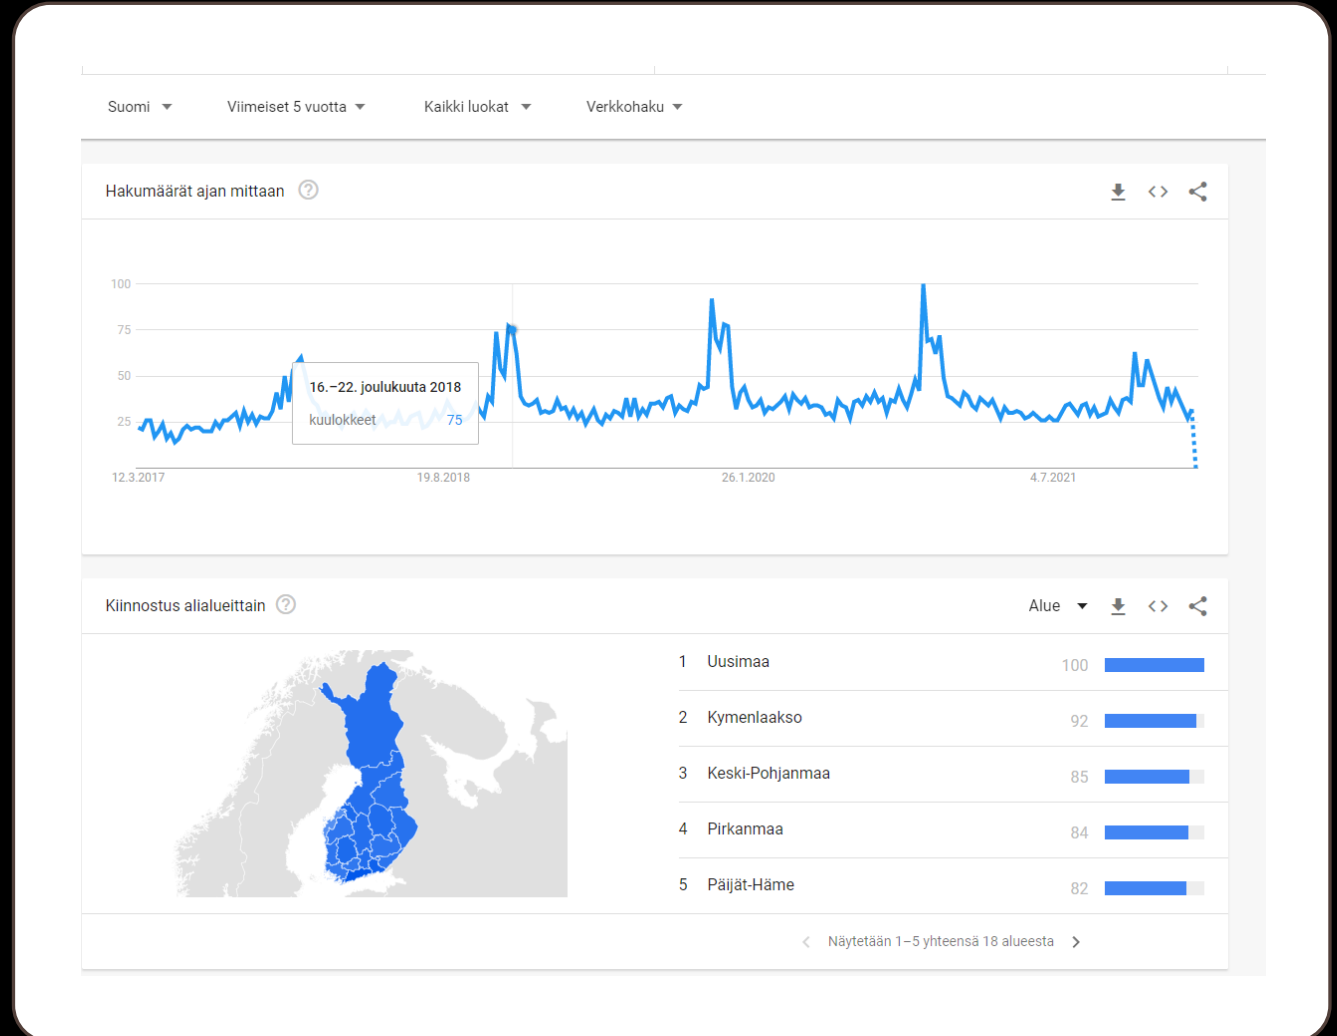 Suomi Viimeiset 5 vuotta Kaikki luokat Verkkohaku
Hakumäärät ajan mittaan ?
100
75
50
25
16.–22. joulukuuta 2018
kuulokkeet 75
12.3.2017 19.8.2018 26.1.2020 4.7.2021
Kiinnostus alialueittain ? Alue
1 Uusimaa 100
2 Kymenlaakso 92
3 Keski-Pohjanmaa 85
4 Pirkanmaa 84
5 Päijät-Häme 82
Näytetään 1–5 yhteensä 18 alueesta